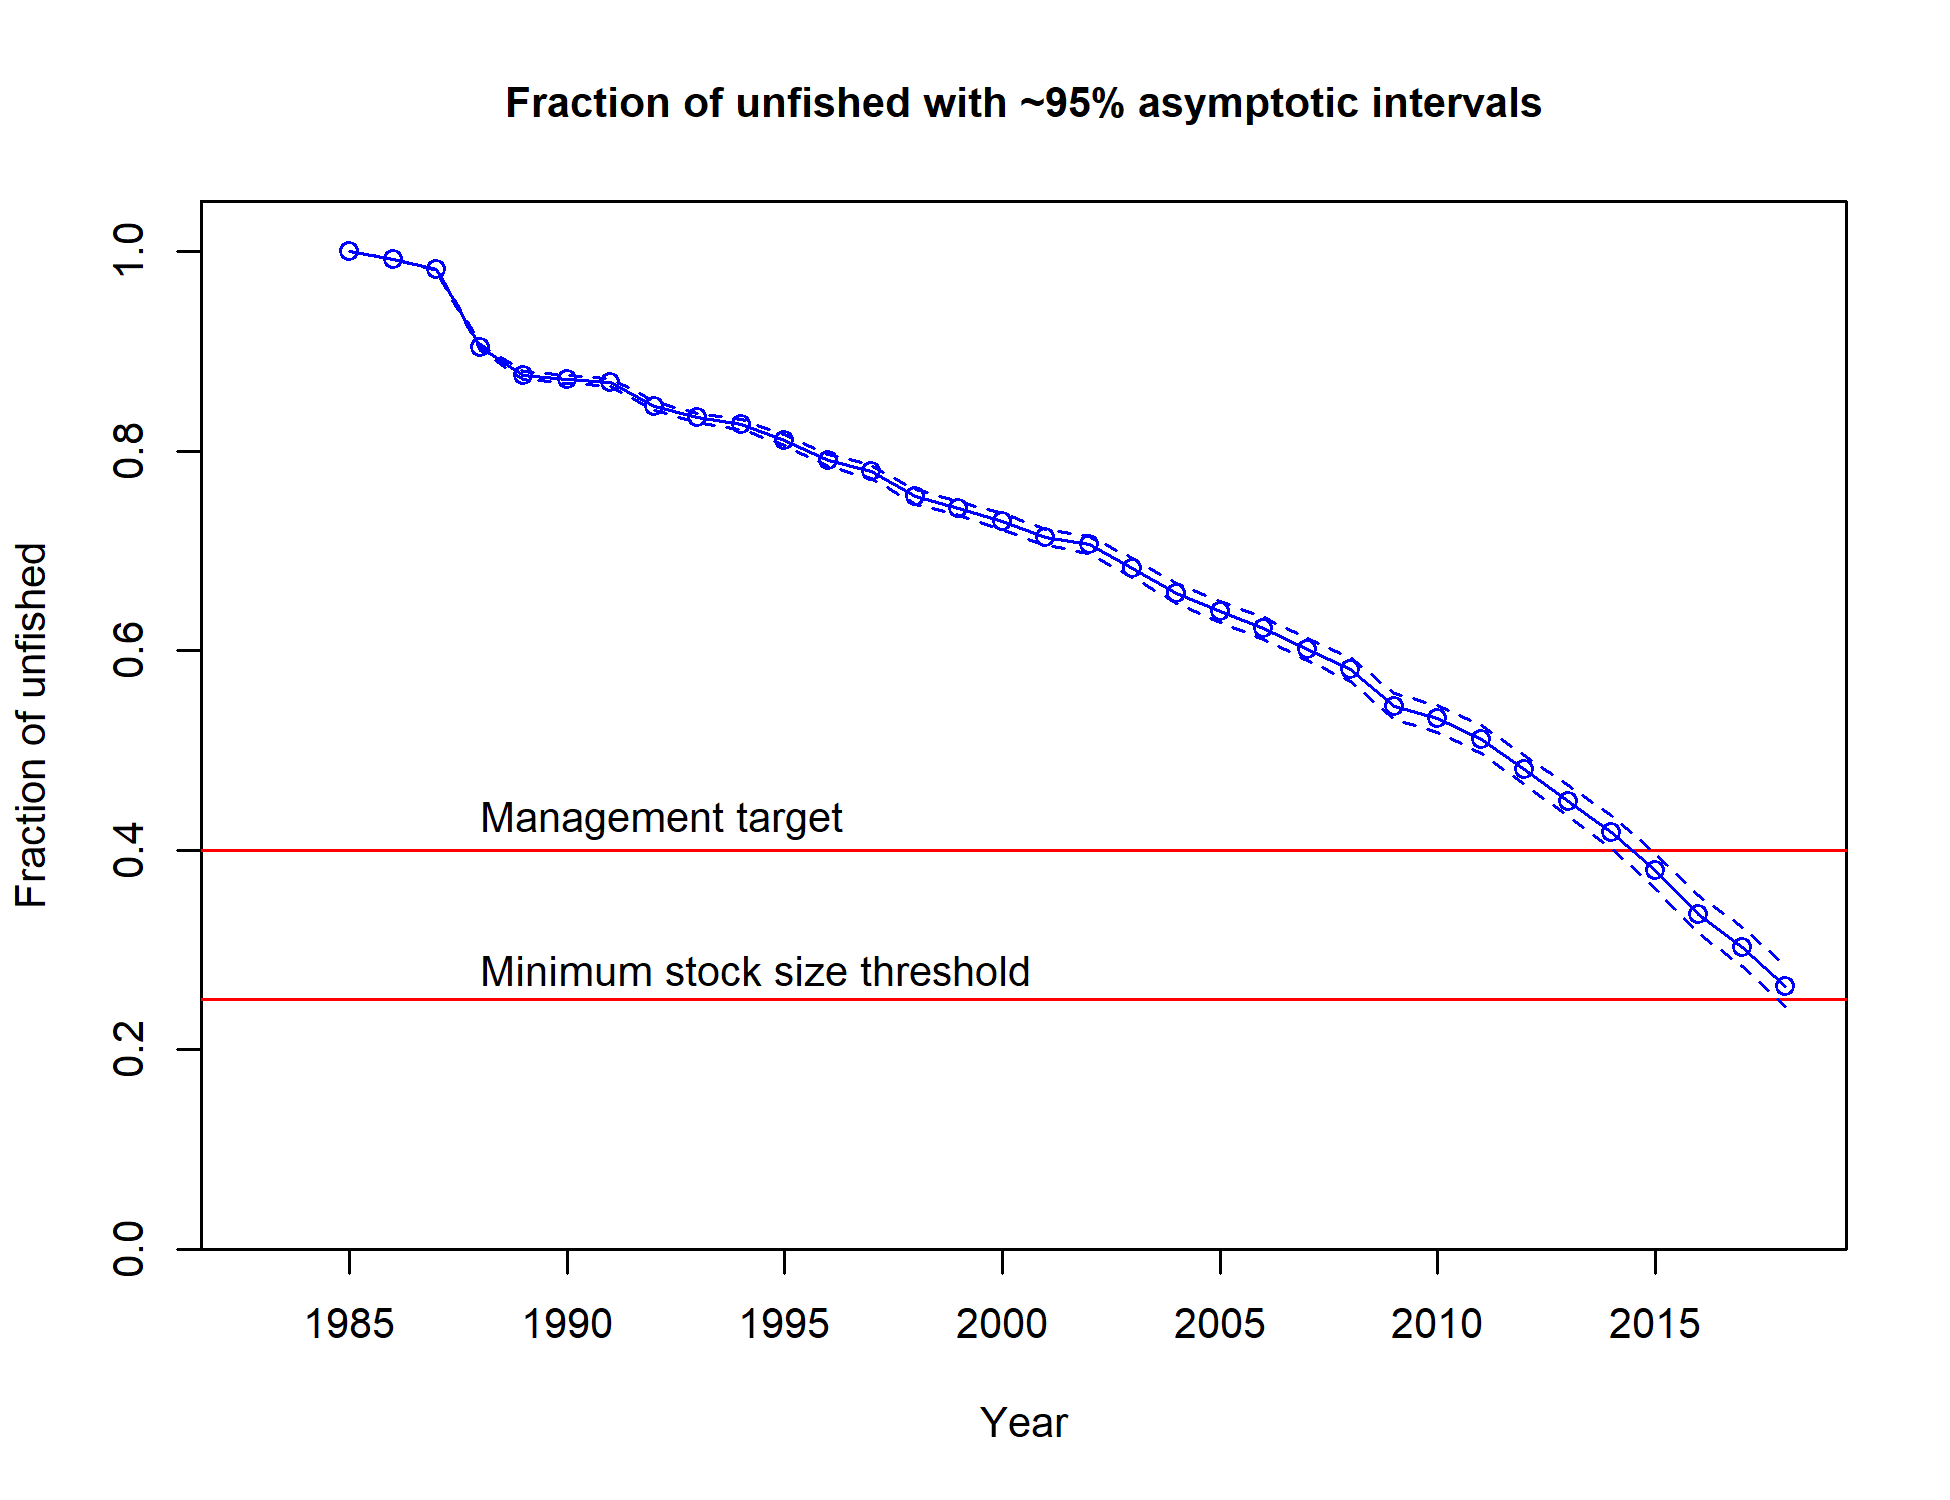 Fraction of unfished with ~95% asymptotic intervals
Fraction of unfished
1.0
0.8
0.6
0.4
0.2
0.0
Management target
Minimum stock size threshold
1985 1990 1995 2000 2005 2010 2015
Year